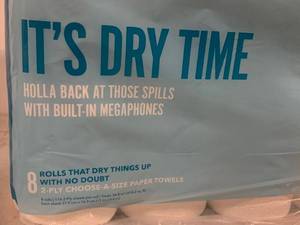 IT'S DRY TIME
HOLLA BACK AT THOSE SPILLS
WITH BUILT-IN MEGAPHONES
8 ROLLS THAT DRY THINGS UP
WITH NO DOUBT
2-PLY CHOOSE-A-SIZE PAPER TOWELS